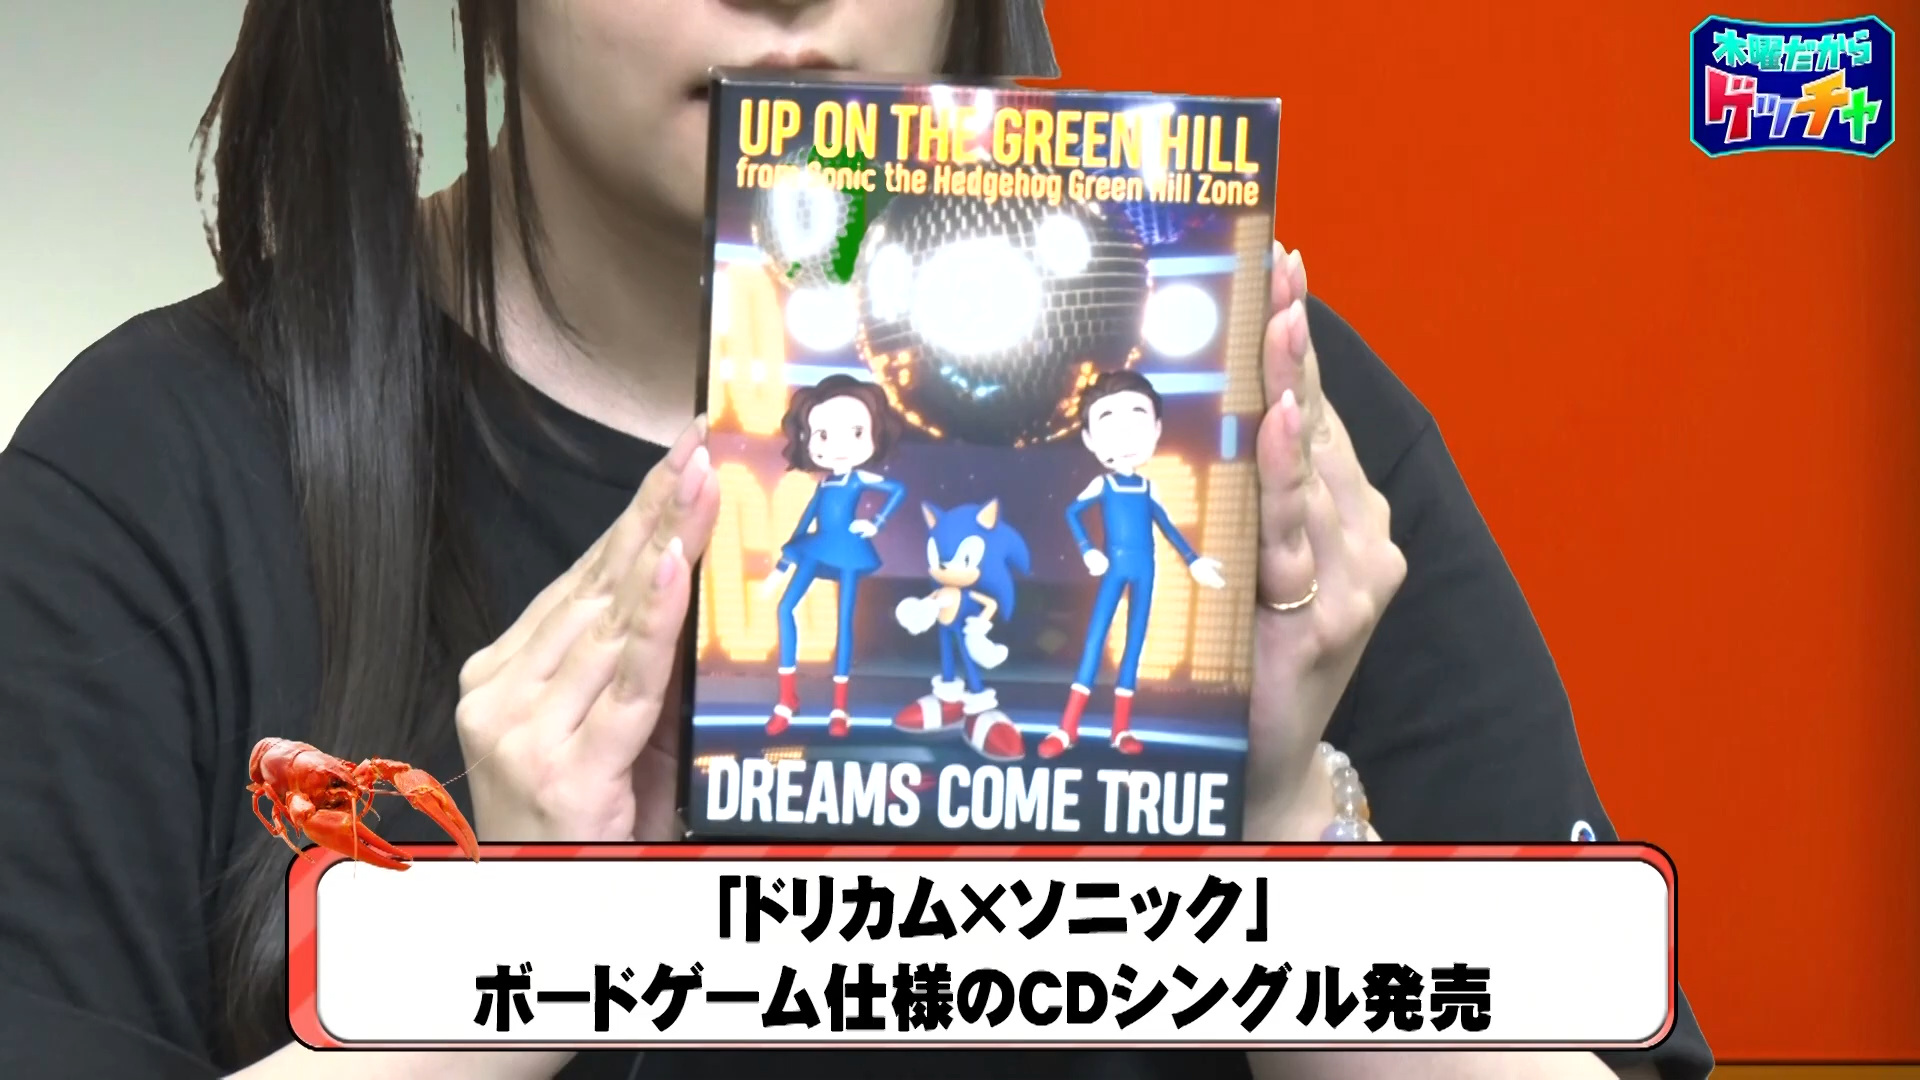 木曜だから
ゲッチャ
UP ON THE GREEN HILL
from Sonic the Hedgehog Green Hill Zone
DREAMS COME TRUE
「ドリカム×ソニック」
ボードゲーム仕様のCDシングル発売